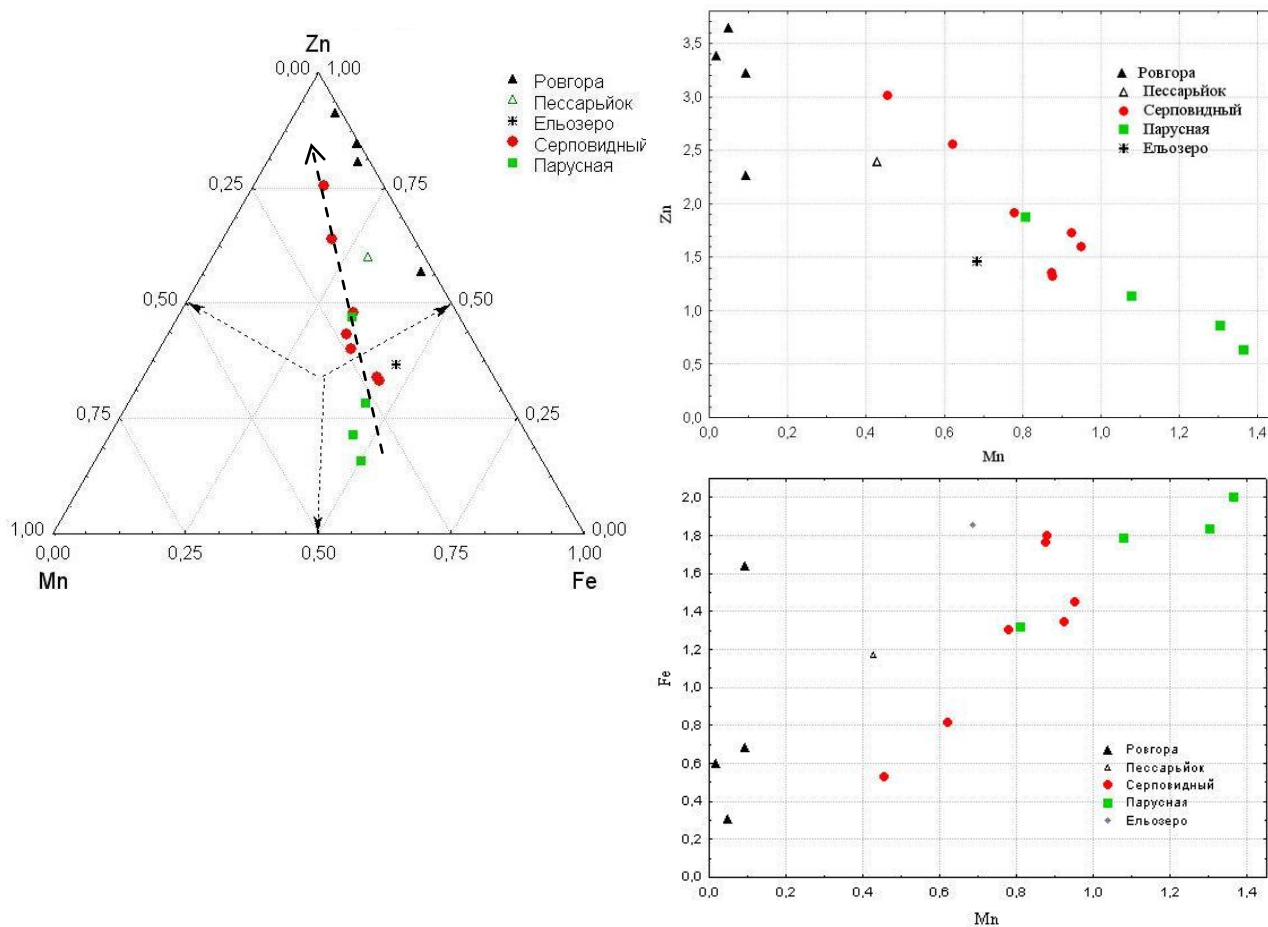 Zn
0,00 1,00
▲ Ровгора
△ Пессарьйок
✳ Ельозеро
● Серповидный
■ Парусная
0,25 0,75
0,50 0,50
0,75 0,25
1,00 0,00
0,00 0,25 0,50 0,75 1,00
Mn Fe
Zn
3,5
3,0
2,5
2,0
1,5
1,0
0,5
0,0
▲ Ровгора
△ Пессарьйок
● Серповидный
■ Парусная
✳ Ельозеро
0,0 0,2 0,4 0,6 0,8 1,0 1,2 1,4
Mn
Fe
2,0
1,8
1,6
1,4
1,2
1,0
0,8
0,6
0,4
0,2
0,0
▲ Ровгора
△ Пессарьйок
● Серповидный
■ Парусная
◆ Ельозеро
0,0 0,2 0,4 0,6 0,8 1,0 1,2 1,4
Mn